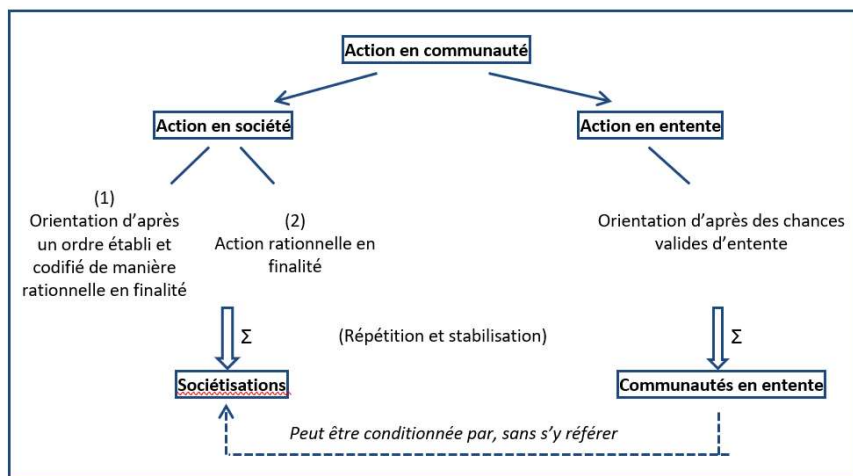 Action en communauté
Action en société
Action en entente
(1)
Orientation d'après
un ordre établi et
codifié de manière
rationnelle en finalité
(2)
Action rationnelle en
finalité
Orientation d'après des chances
valides d'entente
Σ
(Répétition et stabilisation)
Σ
Sociétisations
Communautés en entente
Peut être conditionnée par, sans s'y référer